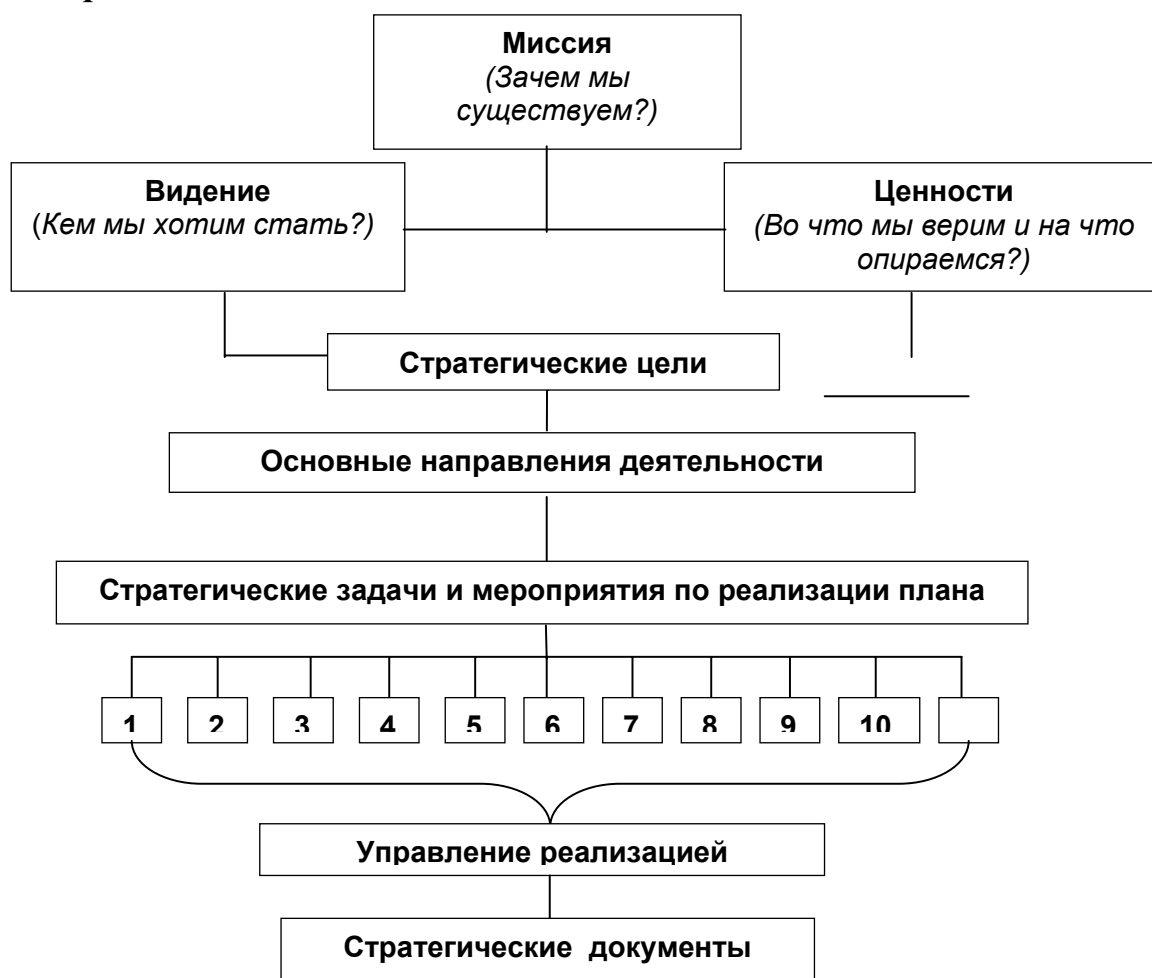 Миссия
(Зачем мы
существуем?)
Видение
(Кем мы хотим стать?)
Ценности
(Во что мы верим и на что
опираемся?)
Стратегические цели
Основные направления деятельности
Стратегические задачи и мероприятия по реализации плана
1 2 3 4 5 6 7 8 9 10
Управление реализацией
Стратегические документы